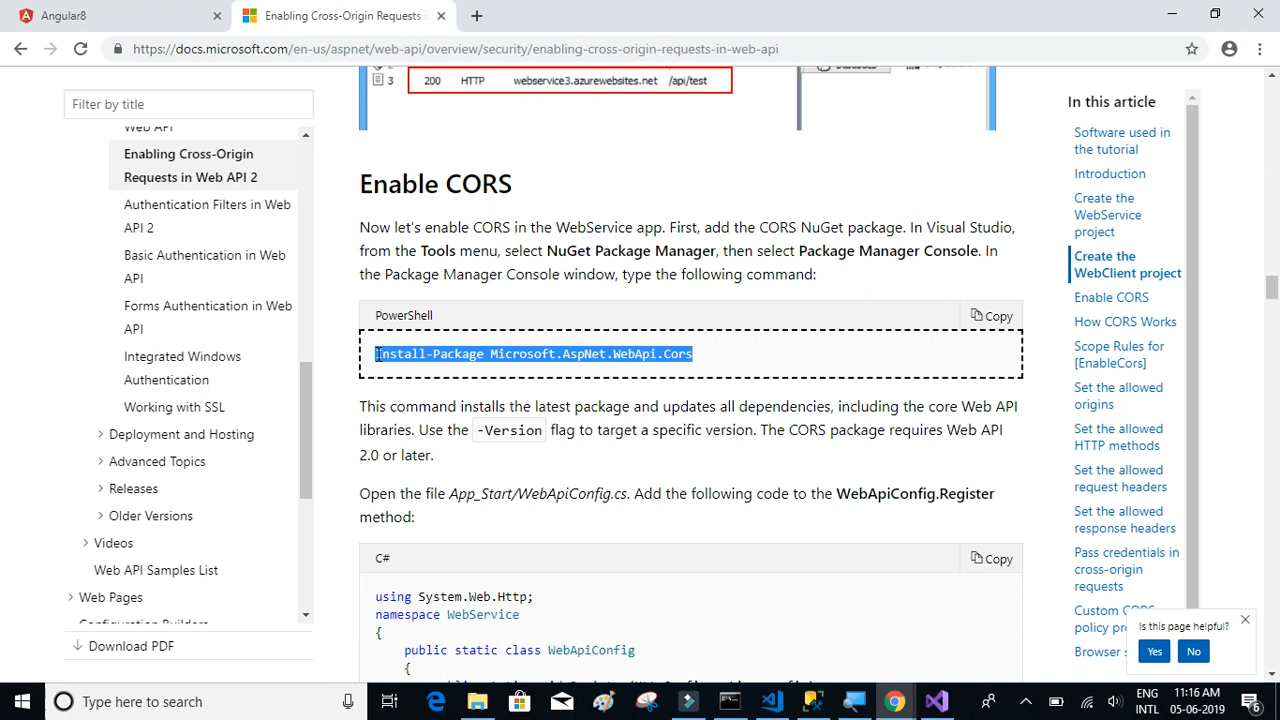 Angular8
Enabling Cross-Origin Requests i
https://docs.microsoft.com/en-us/aspnet/web-api/overview/security/enabling-cross-origin-requests-in-web-api
Filter by title
Web API
Enabling Cross-Origin
Requests in Web API 2
Authentication Filters in Web
API 2
Basic Authentication in Web
API
Forms Authentication in Web
API
Integrated Windows
Authentication
Working with SSL
Deployment and Hosting
Advanced Topics
Releases
Older Versions
Videos
Web API Samples List
Web Pages
Configuration Builders
Download PDF
3 200 HTTP webservice3.azurewebsites.net /api/test
Enable CORS
Now let's enable CORS in the WebService app. First, add the CORS NuGet package. In Visual Studio,
from the Tools menu, select NuGet Package Manager, then select Package Manager Console. In
the Package Manager Console window, type the following command:
PowerShell
Copy
Install-Package Microsoft.AspNet.WebApi.Cors
This command installs the latest package and updates all dependencies, including the core Web API
libraries. Use the -Version flag to target a specific version. The CORS package requires Web API
2.0 or later.
Open the file App_Start/WebApiConfig.cs. Add the following code to the WebApiConfig.Register
method:
C#
Copy
using System.Web.Http;
namespace WebService
{
public static class WebApiConfig
{
In this article
Software used in
the tutorial
Introduction
Create the
WebService
project
Create the
WebClient project
Enable CORS
How CORS Works
Scope Rules for
[EnableCors]
Set the allowed
origins
Set the allowed
HTTP methods
Set the allowed
request headers
Set the allowed
response headers
Pass credentials in
cross-origin
requests
Custom CORS
policy pr
Browser s
Is this page helpful?
Yes
No
Type here to search
ENG
INTL
11:16 AM
05-06-2019
6